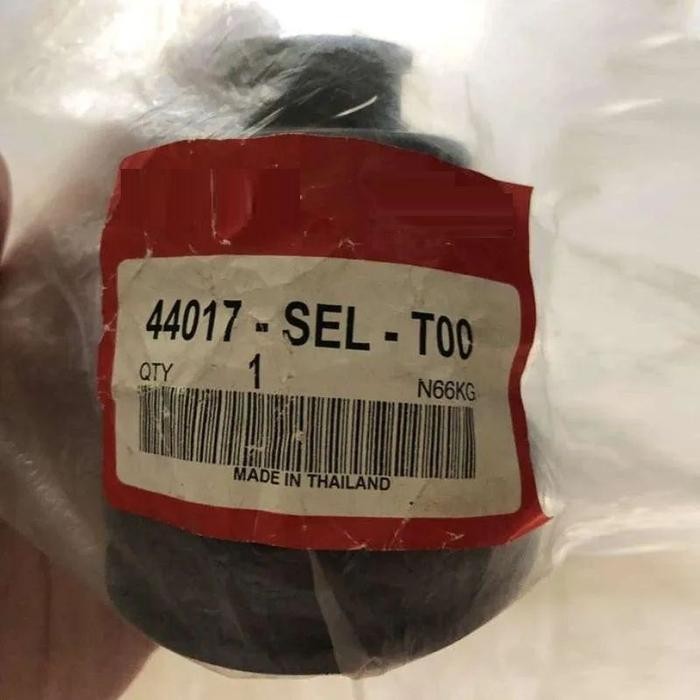 44017 - SEL - T00
QTY 1 N66KG
MADE IN THAILAND